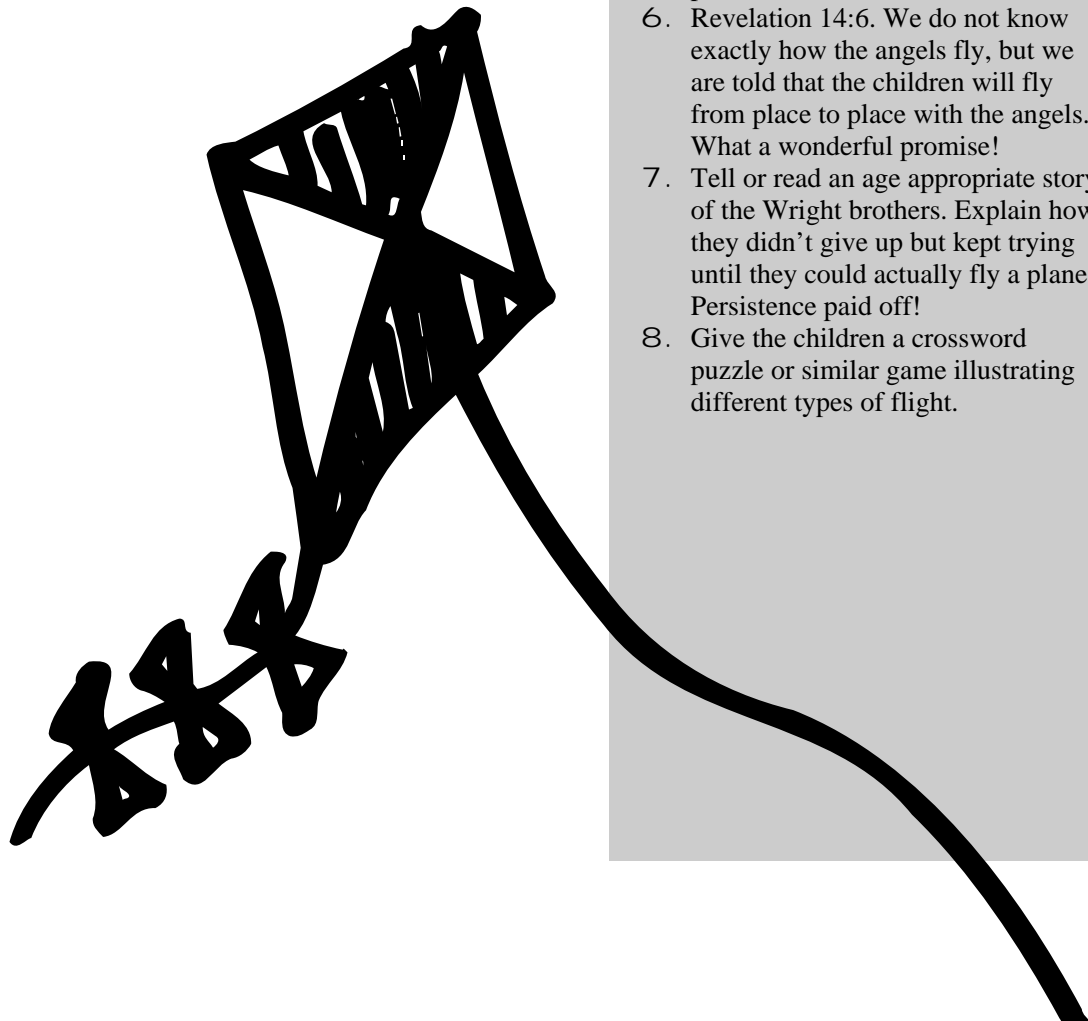 6. Revelation 14:6. We do not know
exactly how the angels fly, but we
are told that the children will fly
from place to place with the angels.
What a wonderful promise!
7. Tell or read an age appropriate story
of the Wright brothers. Explain how
they didn’t give up but kept trying
until they could actually fly a plane
Persistence paid off!
8. Give the children a crossword
puzzle or similar game illustrating
different types of flight.